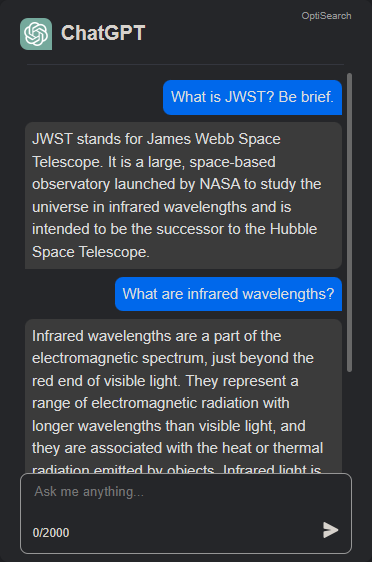 OptiSearch
ChatGPT
What is JWST? Be brief.
JWST stands for James Webb Space
Telescope. It is a large, space-based
observatory launched by NASA to study the
universe in infrared wavelengths and is
intended to be the successor to the Hubble
Space Telescope.
What are infrared wavelengths?
Infrared wavelengths are a part of the
electromagnetic spectrum, just beyond the
red end of visible light. They represent a
range of electromagnetic radiation with
longer wavelengths than visible light, and
they are associated with the heat or thermal
radiation emitted by objects. Infrared light is
Ask me anything...
0/2000